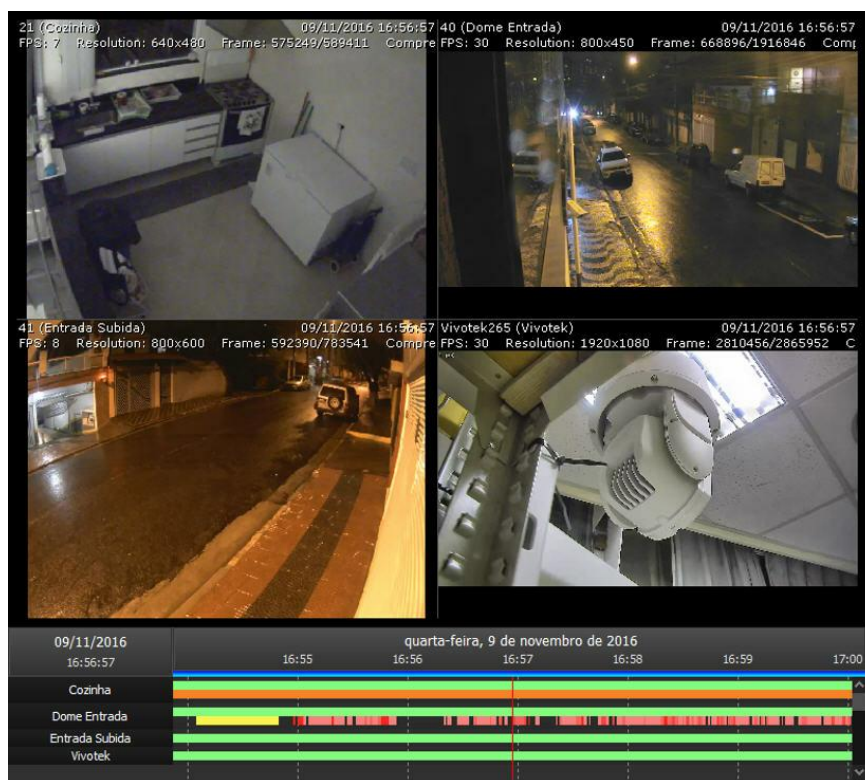 21 (Cozinha) 09/11/2016 16:56:57
FPS: 7 Resolution: 640x480 Frame: 575249/589411 Compre
40 (Dome Entrada) 09/11/2016 16:56:57
FPS: 30 Resolution: 800x450 Frame: 668896/1916846 Comp
41 (Entrada Subida) 09/11/2016 16:56:57
FPS: 8 Resolution: 800x600 Frame: 592390/783541 Compre
Vivotek265 (Vivotek) 09/11/2016 16:56:57
FPS: 30 Resolution: 1920x1080 Frame: 2810456/2865952 C
09/11/2016
16:56:57
quarta-feira, 9 de novembro de 2016
16:55 16:56 16:57 16:58 16:59 17:00
Cozinha
Dome Entrada
Entrada Subida
Vivotek